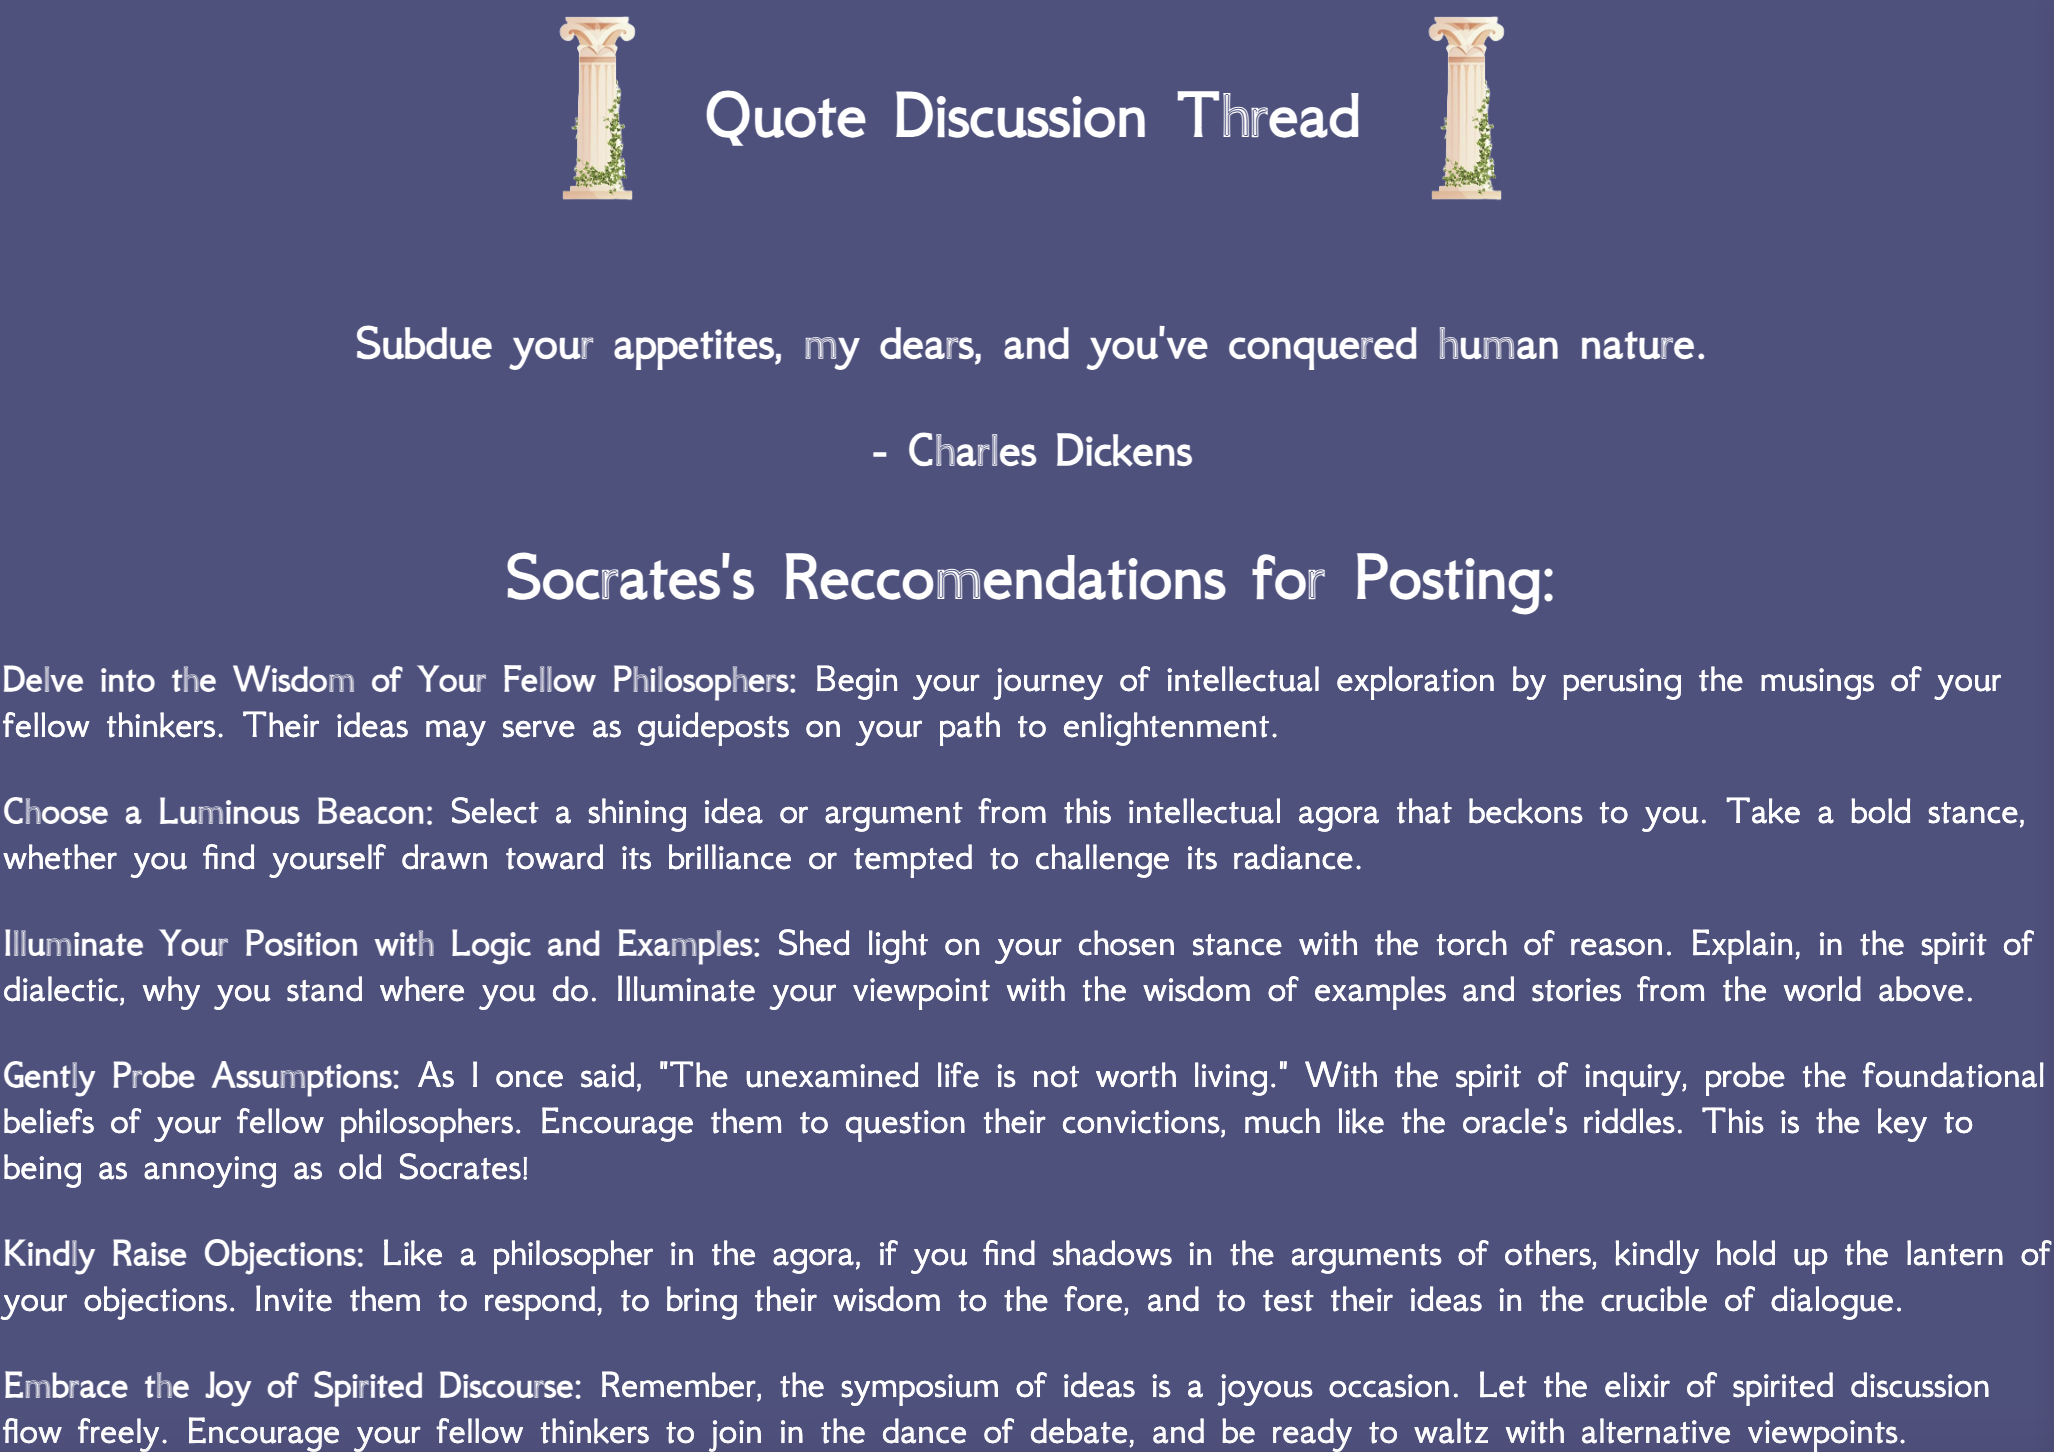 Quote Discussion Thread
Subdue your appetites, my dears, and you've conquered human nature.
- Charles Dickens
Socrates's Reccomendations for Posting:
Delve into the Wisdom of Your Fellow Philosophers: Begin your journey of intellectual exploration by perusing the musings of your
fellow thinkers. Their ideas may serve as guideposts on your path to enlightenment.
Choose a Luminous Beacon: Select a shining idea or argument from this intellectual agora that beckons to you. Take a bold stance,
whether you find yourself drawn toward its brilliance or tempted to challenge its radiance.
Illuminate Your Position with Logic and Examples: Shed light on your chosen stance with the torch of reason. Explain, in the spirit of
dialectic, why you stand where you do. Illuminate your viewpoint with the wisdom of examples and stories from the world above.
Gently Probe Assumptions: As I once said, "The unexamined life is not worth living." With the spirit of inquiry, probe the foundational
beliefs of your fellow philosophers. Encourage them to question their convictions, much like the oracle's riddles. This is the key to
being as annoying as old Socrates!
Kindly Raise Objections: Like a philosopher in the agora, if you find shadows in the arguments of others, kindly hold up the lantern of
your objections. Invite them to respond, to bring their wisdom to the fore, and to test their ideas in the crucible of dialogue.
Embrace the Joy of Spirited Discourse: Remember, the symposium of ideas is a joyous occasion. Let the elixir of spirited discussion
flow freely. Encourage your fellow thinkers to join in the dance of debate, and be ready to waltz with alternative viewpoints.